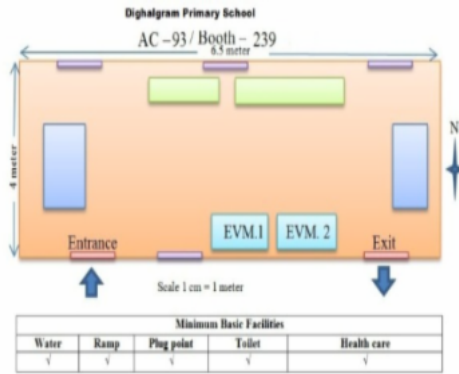 Dighalgram Primary School
AC –93 / Booth – 239
6.5 meter
4 meter
N
EVM.1
EVM. 2
Entrance
Exit
Scale 1 cm = 1 meter
Minimum Basic Facilities
Water Ramp Plug point Toilet Health care
√ √ √ √ √